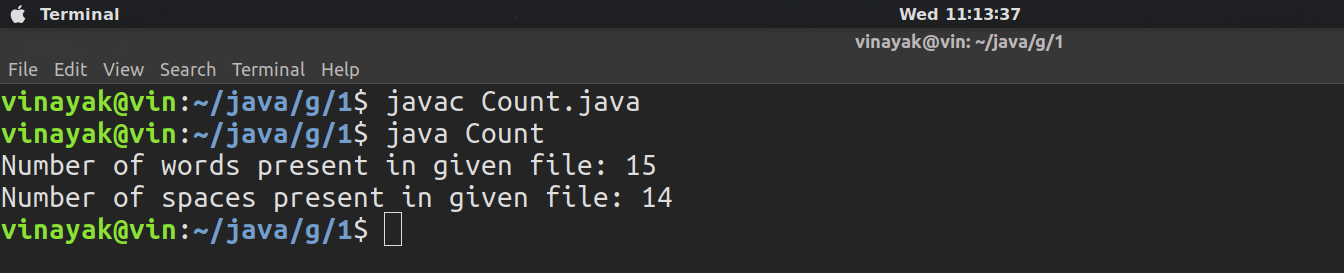 Terminal Wed 11:13:37
vinayak@vin: ~/java/g/1
File Edit View Search Terminal Help
vinayak@vin:~/java/g/1$ javac Count.java
vinayak@vin:~/java/g/1$ java Count
Number of words present in given file: 15
Number of spaces present in given file: 14
vinayak@vin:~/java/g/1$